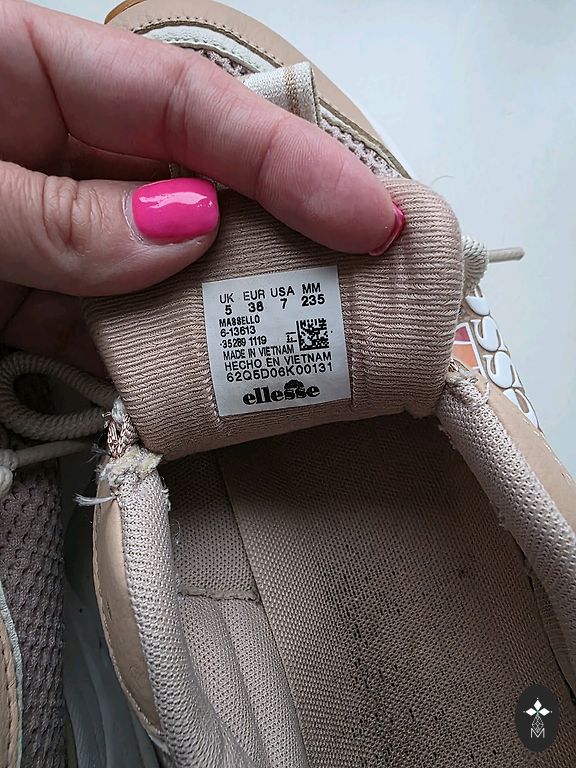 UK EUR USA MM
5 38 7 235
MASSELLO
6-13613
-35289 1119
MADE IN VIETNAM
HECHO EN VIETNAM
62Q5D06K00131
ellesse
M